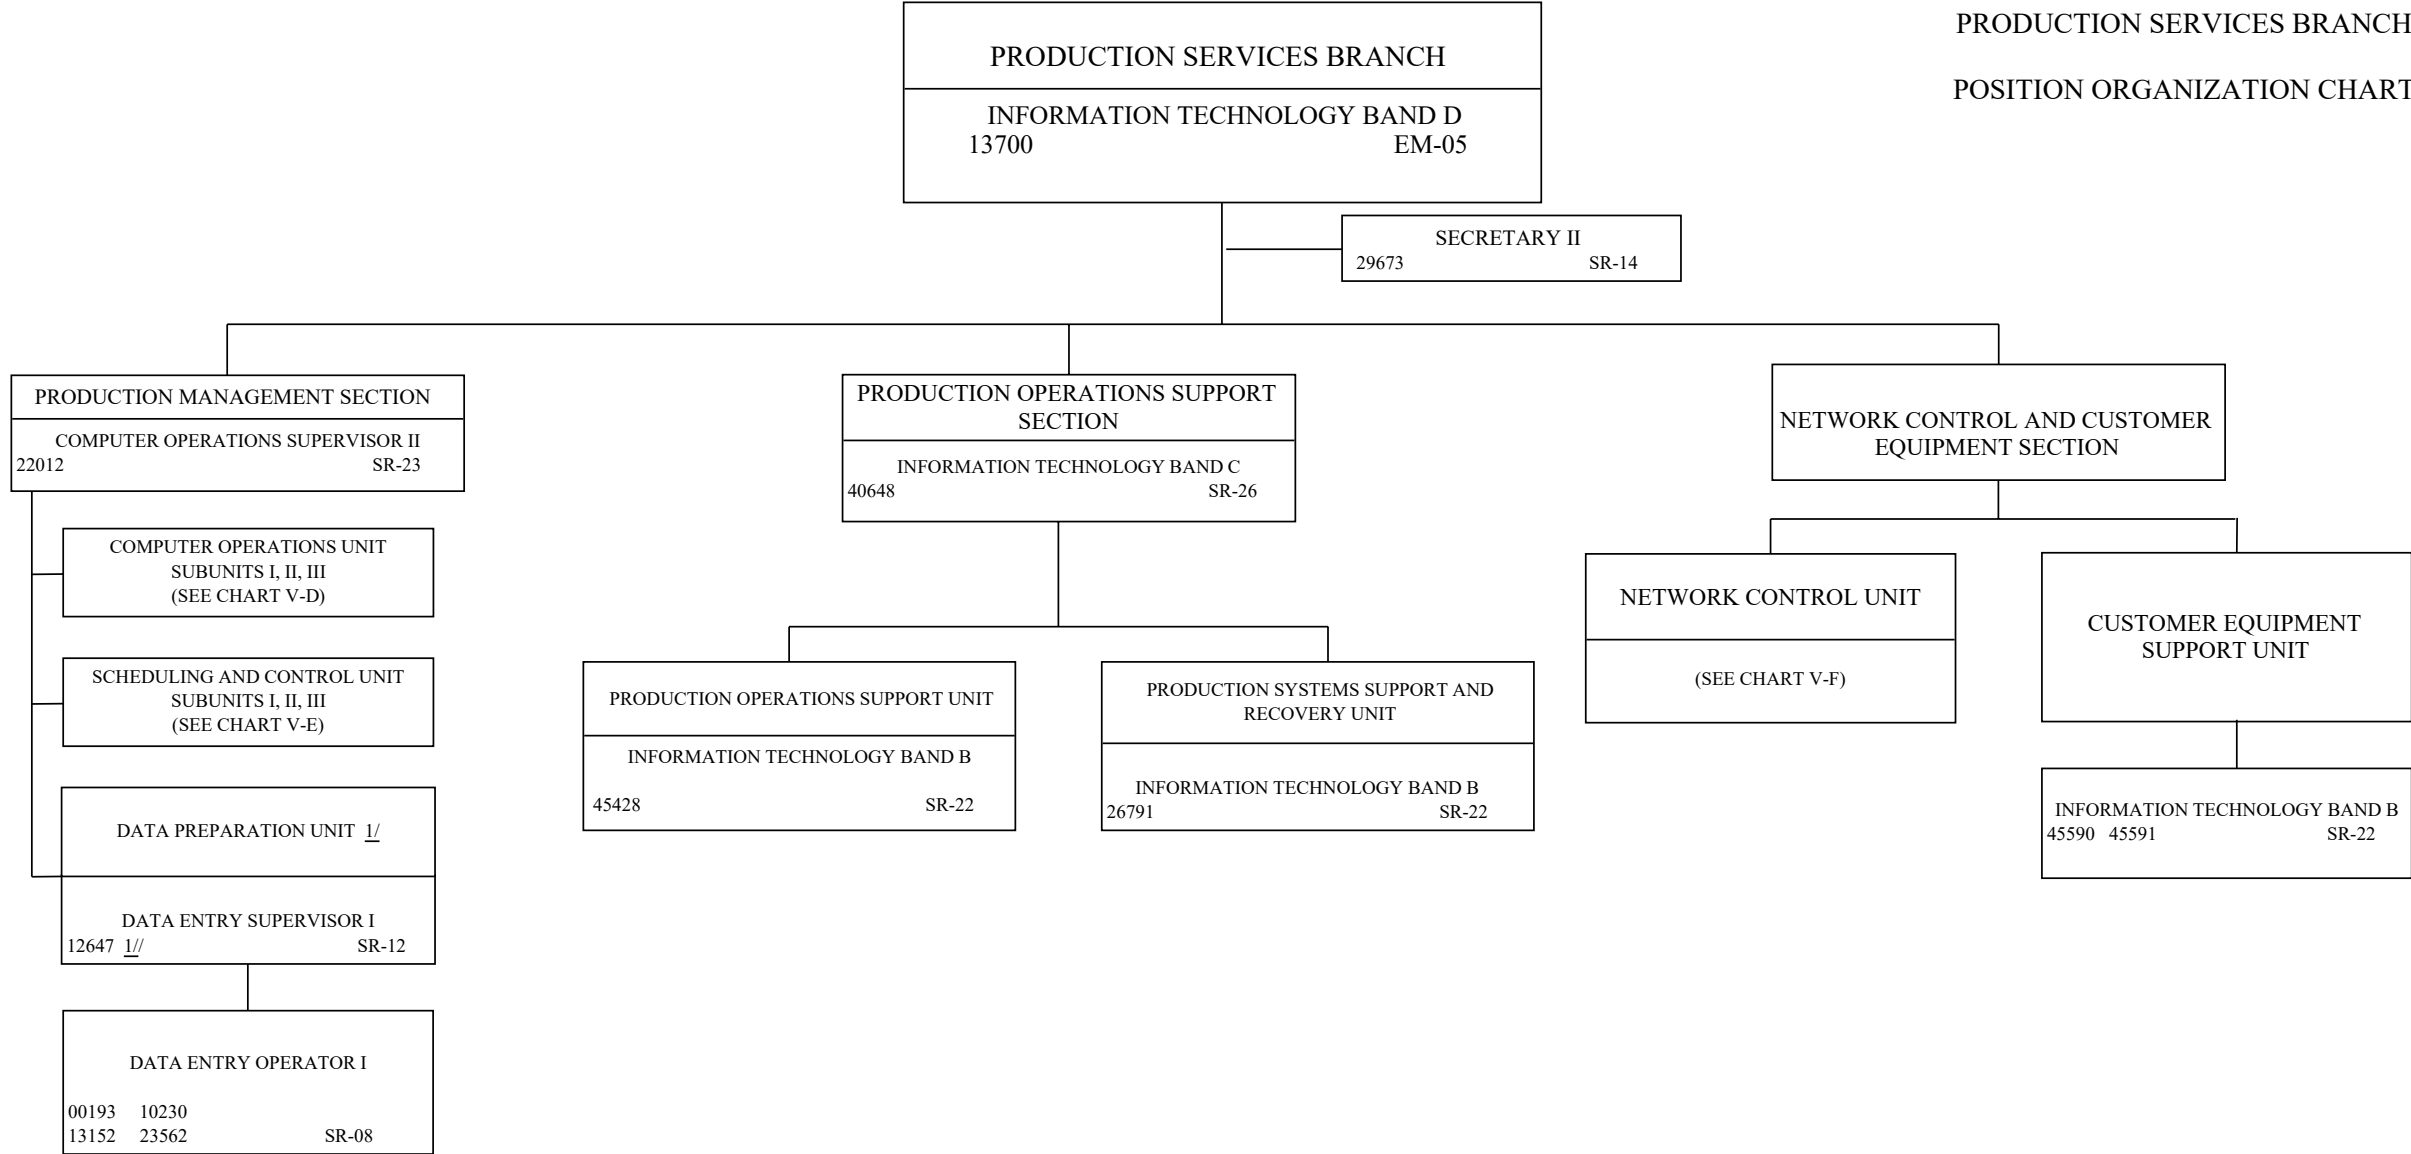 PRODUCTION SERVICES BRANCH
POSITION ORGANIZATION CHART
PRODUCTION SERVICES BRANCH
INFORMATION TECHNOLOGY BAND D
13700 EM-05
SECRETARY II
29673 SR-14
PRODUCTION MANAGEMENT SECTION
COMPUTER OPERATIONS SUPERVISOR II
22012 SR-23
COMPUTER OPERATIONS UNIT
SUBUNITS I, II, III
(SEE CHART V-D)
SCHEDULING AND CONTROL UNIT
SUBUNITS I, II, III
(SEE CHART V-E)
DATA PREPARATION UNIT 1/
DATA ENTRY SUPERVISOR I
12647 1// SR-12
DATA ENTRY OPERATOR I
00193 10230
13152 23562 SR-08
PRODUCTION OPERATIONS SUPPORT
SECTION
INFORMATION TECHNOLOGY BAND C
40648 SR-26
PRODUCTION OPERATIONS SUPPORT UNIT
INFORMATION TECHNOLOGY BAND B
45428 SR-22
PRODUCTION SYSTEMS SUPPORT AND
RECOVERY UNIT
INFORMATION TECHNOLOGY BAND B
26791 SR-22
NETWORK CONTROL AND CUSTOMER
EQUIPMENT SECTION
NETWORK CONTROL UNIT
(SEE CHART V-F)
CUSTOMER EQUIPMENT
SUPPORT UNIT
INFORMATION TECHNOLOGY BAND B
45590 45591 SR-22